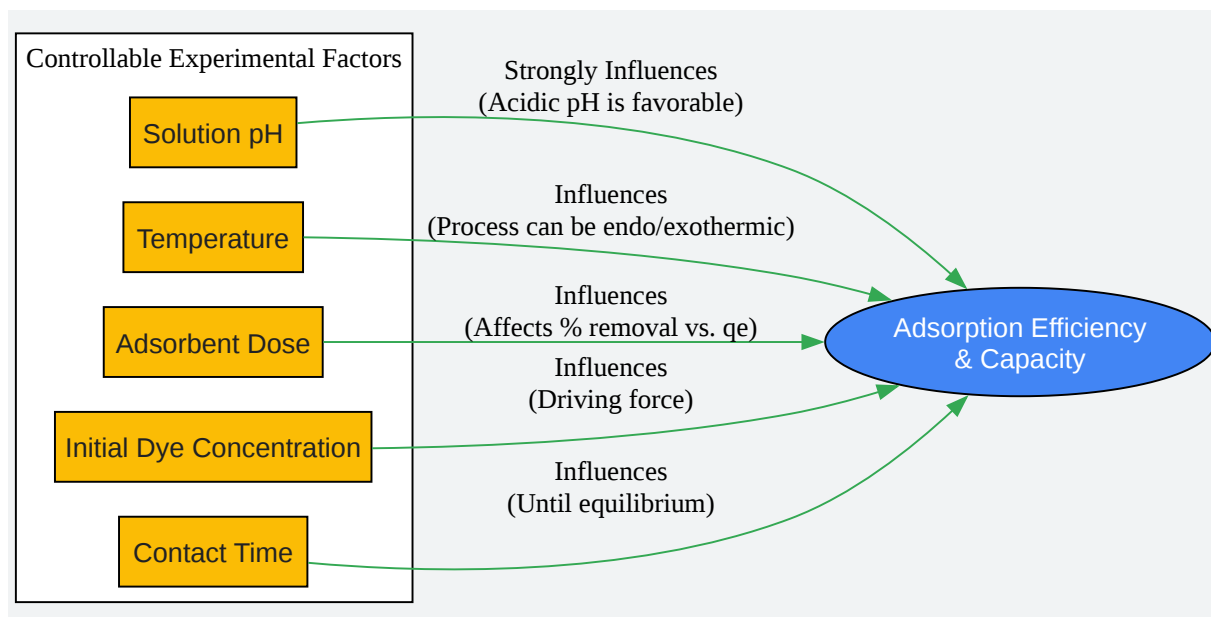 Controllable Experimental Factors
Solution pH
Strongly Influences
(Acidic pH is favorable)
Temperature
Influences
(Process can be endo/exothermic)
Adsorbent Dose
Influences
(Affects % removal vs. qe)
Initial Dye Concentration
Influences
(Driving force)
Contact Time
Influences
(Until equilibrium)
Adsorption Efficiency
& Capacity